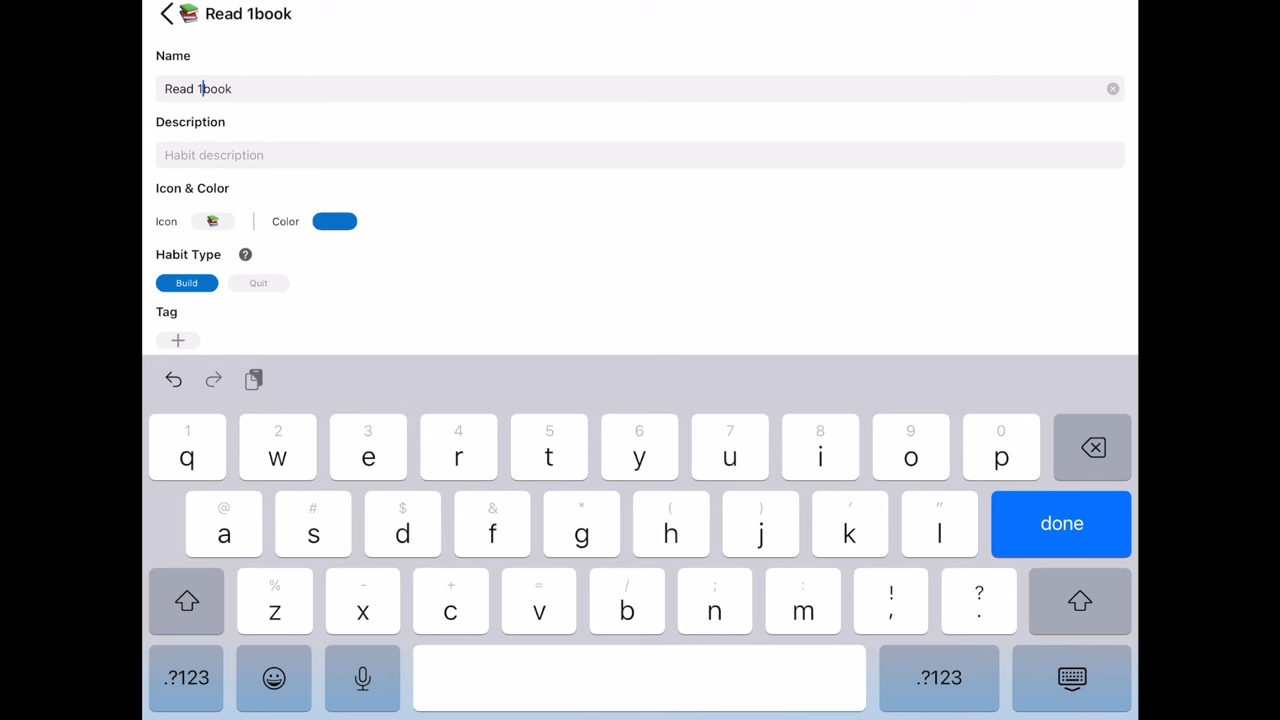 Read 1book
Name
Read 1book
Description
Habit description
Icon & Color
Icon | Color
Habit Type ?
Build Quit
Tag
+
1 2 3 4 5 6 7 8 9 0
q w e r t y u i o p
@ # $ & * ( ) ' "
a s d f g h j k l done
% - + = / ; : ! ?
z x c v b n m , .
.?123 .?123